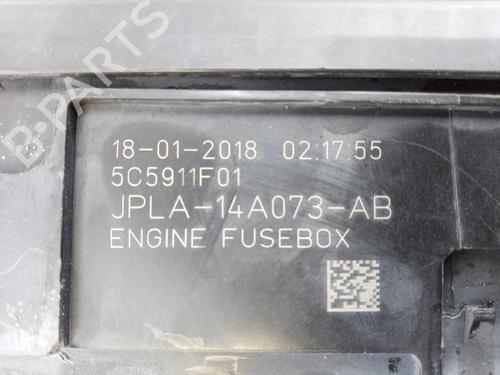 18-01-2018 02:17:55
5C5911F01
JPLA-14A073-AB
ENGINE FUSEBOX
B-PARTS